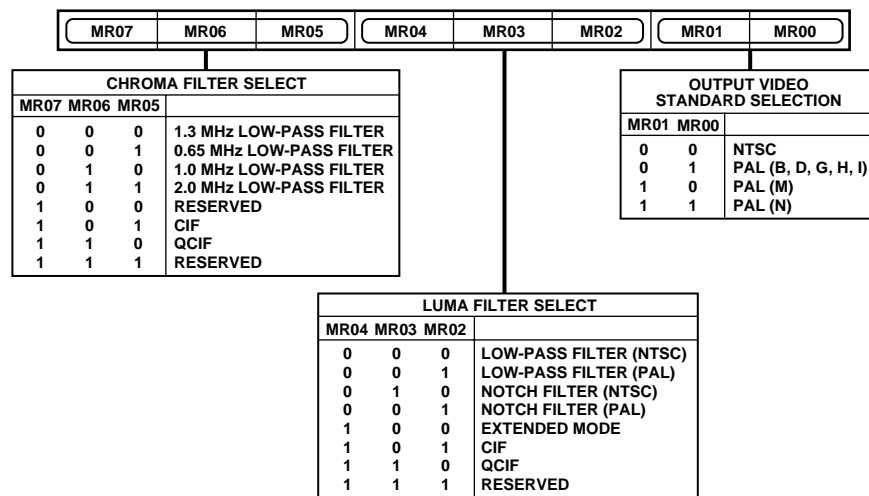 MR07 MR06 MR05 MR04 MR03 MR02 MR01 MR00
CHROMA FILTER SELECT
MR07 MR06 MR05
0 0 0 1.3 MHz LOW-PASS FILTER
0 0 1 0.65 MHz LOW-PASS FILTER
0 1 0 1.0 MHz LOW-PASS FILTER
0 1 1 2.0 MHz LOW-PASS FILTER
1 0 0 RESERVED
1 0 1 CIF
1 1 0 QCIF
1 1 1 RESERVED
OUTPUT VIDEO
STANDARD SELECTION
MR01 MR00
0 0 NTSC
0 1 PAL (B, D, G, H, I)
1 0 PAL (M)
1 1 PAL (N)
LUMA FILTER SELECT
MR04 MR03 MR02
0 0 0 LOW-PASS FILTER (NTSC)
0 0 1 LOW-PASS FILTER (PAL)
0 1 0 NOTCH FILTER (NTSC)
0 0 1 NOTCH FILTER (PAL)
1 0 0 EXTENDED MODE
1 0 1 CIF
1 1 0 QCIF
1 1 1 RESERVED